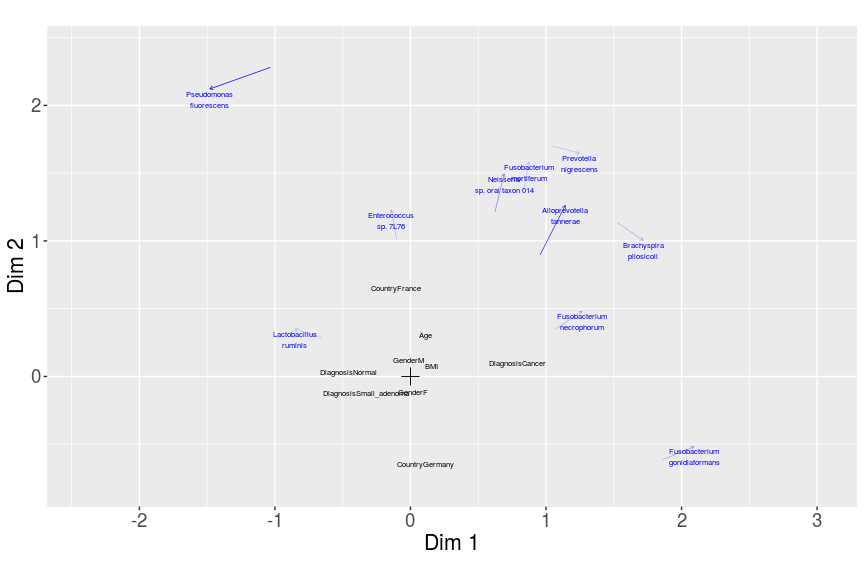 2
1
0
Dim 2
Pseudomonas
fluorescens
Prevotella
nigrescens
Fusobacterium
mortiferum
Neisseria
sp. oral taxon 014
Alloprevotella
tannerae
Enterococcus
sp. 7L76
Brachyspira
pilosicoli
CountryFrance
Fusobacterium
necrophorum
Lactobacillus
ruminis
Age
GenderM
BMI
DiagnosisCancer
DiagnosisNormal
DiagnosisSmall_adenoma
GenderF
CountryGermany
Fusobacterium
gonidiaformans
-2 -1 0 1 2 3
Dim 1